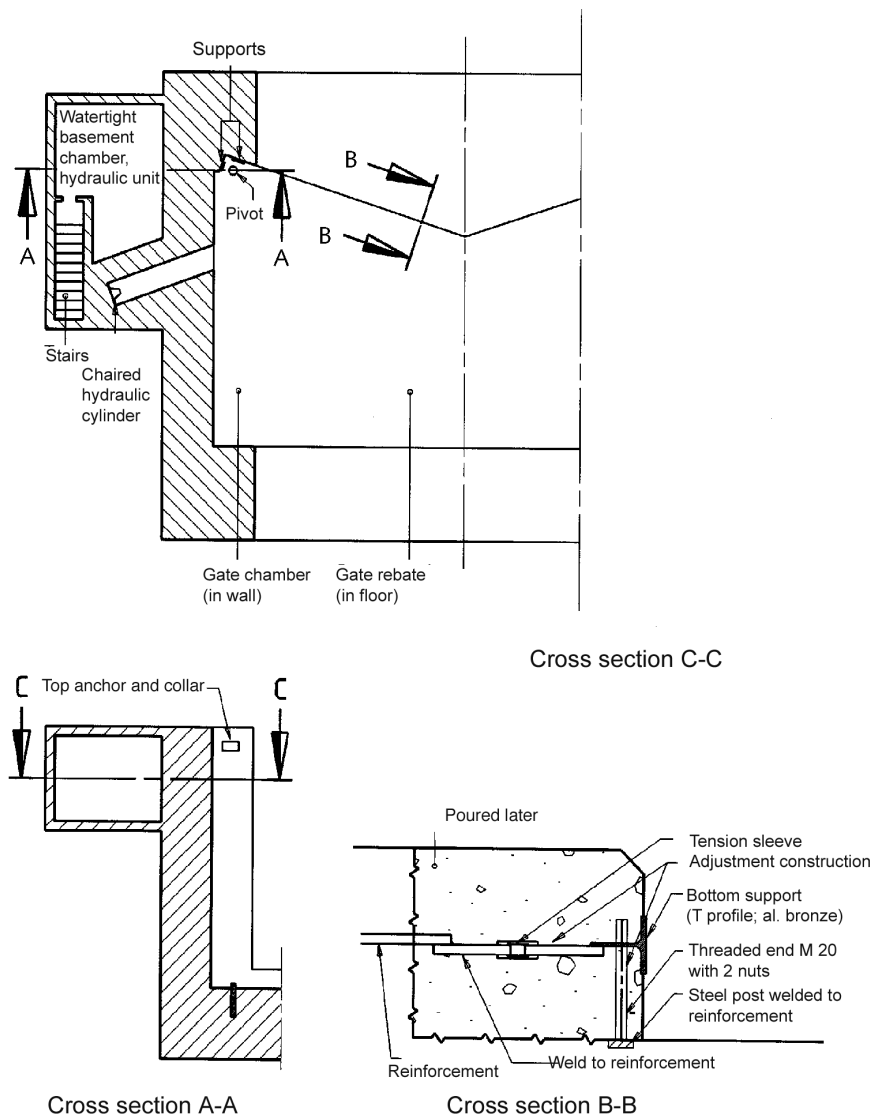 Supports
Watertight
basement
chamber,
hydraulic unit
B
Pivot
A
B
A
Stairs
Chaired
hydraulic
cylinder
Gate chamber
(in wall)
Gate rebate
(in floor)
Cross section C-C
C
Top anchor and collar
C
Poured later
Tension sleeve
Adjustment construction
Bottom support
(T profile; al. bronze)
Threaded end M 20
with 2 nuts
Steel post welded to
reinforcement
Weld to reinforcement
Reinforcement
Cross section A-A
Cross section B-B